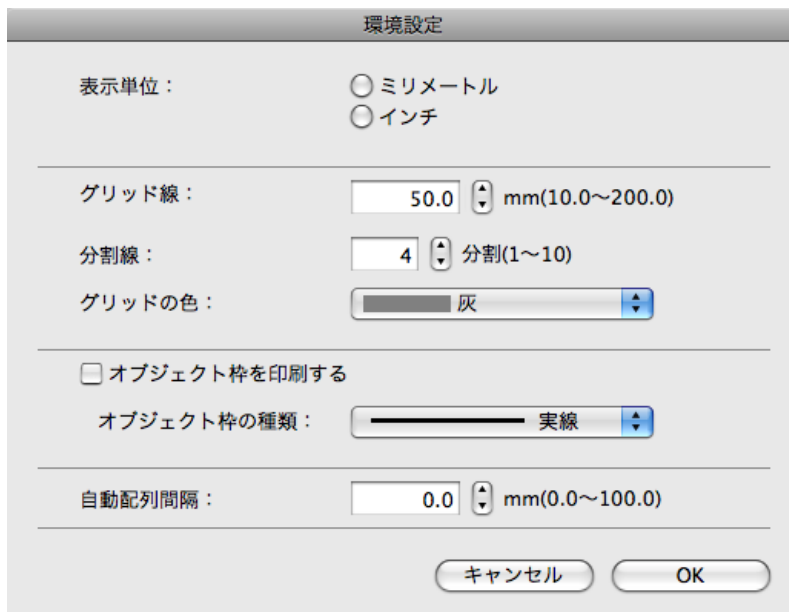 環境設定
表示単位： ミリメートル
インチ
グリッド線： 50.0 mm(10.0～200.0)
分割線： 4 分割(1～10)
グリッドの色： 灰
オブジェクト枠を印刷する
オブジェクト枠の種類： 実線
自動配列間隔： 0.0 mm(0.0～100.0)
キャンセル OK